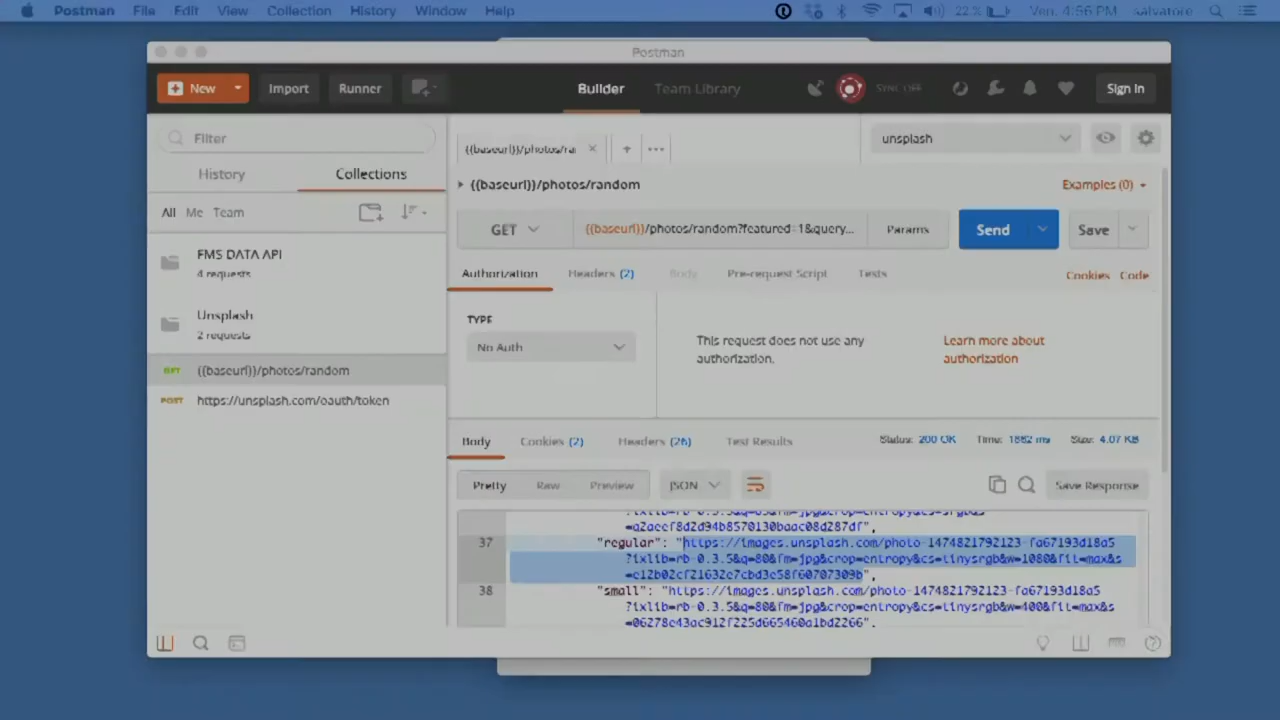 Postman File Edit View Collection History Window Help 22% Ven. 4:56 PM salvatore
Postman
New Import Runner Builder Team Library SYNC OFF Sign In
Filter
History Collections
All Me Team
FMS DATA API
4 requests
Unsplash
2 requests
GET {{baseurl}}/photos/random
POST https://unsplash.com/oauth/token
{{baseurl}}/photos/rai
unsplash
{{baseurl}}/photos/random
Examples (0)
GET {{baseurl}}/photos/random?featured=1&query... Params Send Save
Authorization Headers (2) Body Pre-request Script Tests Cookies Code
TYPE
No Auth
This request does not use any
authorization.
Learn more about
authorization
Body Cookies (2) Headers (26) Test Results Status: 200 OK Time: 1882 ms Size: 4.07 KB
Pretty Raw Preview JSON Save Response
37 "regular": "https://images.unsplash.com/photo-1474821792123-fa67193d18a5
?ixlib=rb-0.3.5&q=80&fm=jpg&crop=entropy&cs=tinysrgb&w=1080&fit=max&s
38 "small": "https://images.unsplash.com/photo-1474821792123-fa67193d18a5
?ixlib=rb-0.3.5&q=80&fm=jpg&crop=entropy&cs=tinysrgb&w=400&fit=max&s
=06278e43ac912f225d665460a1bd2266",